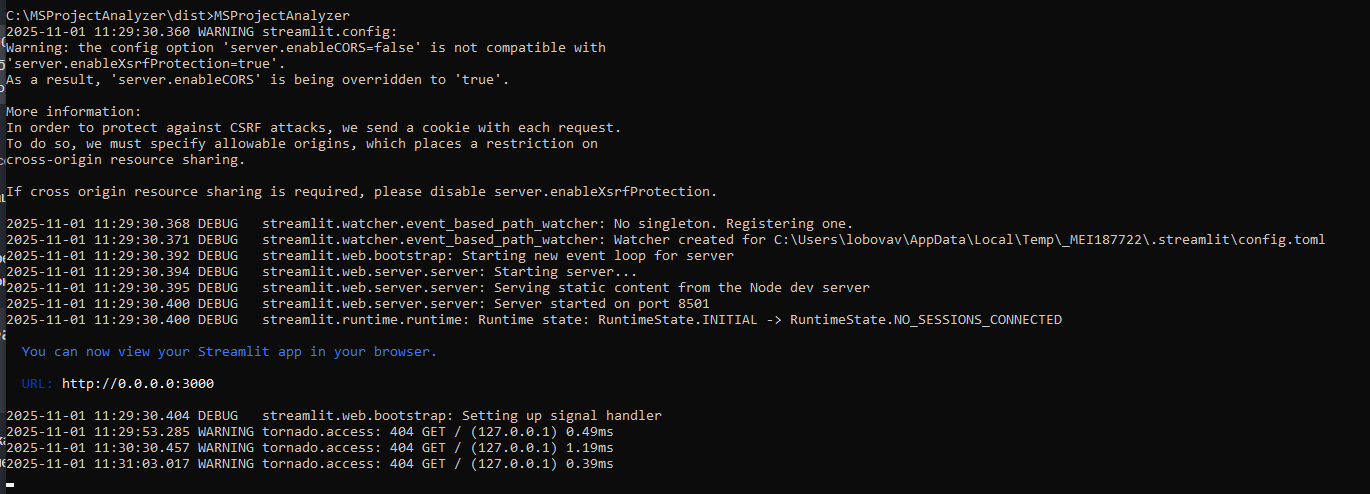 C:\MSProjectAnalyzer\dist>MSProjectAnalyzer
2025-11-01 11:29:30.360 WARNING streamlit.config:
Warning: the config option 'server.enableCORS=false' is not compatible with
'server.enableXsrfProtection=true'.
As a result, 'server.enableCORS' is being overridden to 'true'.
More information:
In order to protect against CSRF attacks, we send a cookie with each request.
To do so, we must specify allowable origins, which places a restriction on
cross-origin resource sharing.
If cross origin resource sharing is required, please disable server.enableXsrfProtection.
2025-11-01 11:29:30.368 DEBUG   streamlit.watcher.event_based_path_watcher: No singleton. Registering one.
2025-11-01 11:29:30.371 DEBUG   streamlit.watcher.event_based_path_watcher: Watcher created for C:\Users\lobovav\AppData\Local\Temp\_MEI187722\.streamlit\config.toml
2025-11-01 11:29:30.392 DEBUG   streamlit.web.bootstrap: Starting new event loop for server
2025-11-01 11:29:30.394 DEBUG   streamlit.web.server.server: Starting server...
2025-11-01 11:29:30.395 DEBUG   streamlit.web.server.server: Serving static content from the Node dev server
2025-11-01 11:29:30.400 DEBUG   streamlit.web.server.server: Server started on port 8501
2025-11-01 11:29:30.400 DEBUG   streamlit.runtime.runtime: Runtime state: RuntimeState.INITIAL -> RuntimeState.NO_SESSIONS_CONNECTED
You can now view your Streamlit app in your browser.
URL: http://0.0.0.0:3000
2025-11-01 11:29:30.404 DEBUG   streamlit.web.bootstrap: Setting up signal handler
2025-11-01 11:29:53.285 WARNING tornado.access: 404 GET / (127.0.0.1) 0.49ms
2025-11-01 11:30:30.457 WARNING tornado.access: 404 GET / (127.0.0.1) 1.19ms
2025-11-01 11:31:03.017 WARNING tornado.access: 404 GET / (127.0.0.1) 0.39ms